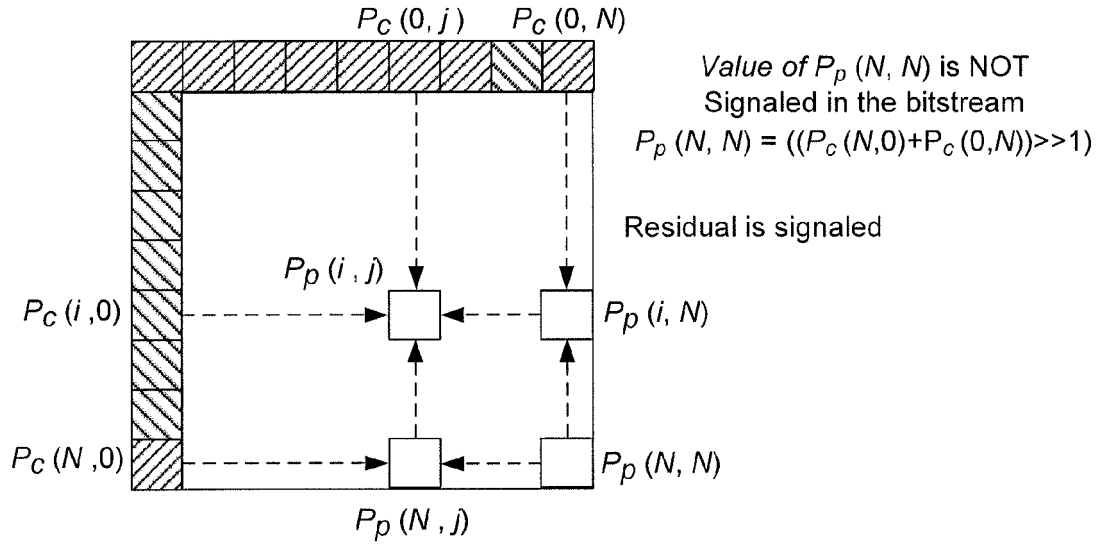 P_c (0, j) P_c (0, N)
Value of P_p (N, N) is NOT
Signaled in the bitstream
P_p (N, N) = ((P_c (N,0)+P_c (0,N))>>1)
Residual is signaled
P_p (i , j)
P_c (i ,0) P_p (i, N)
P_c (N ,0) P_p (N, N)
P_p (N , j)